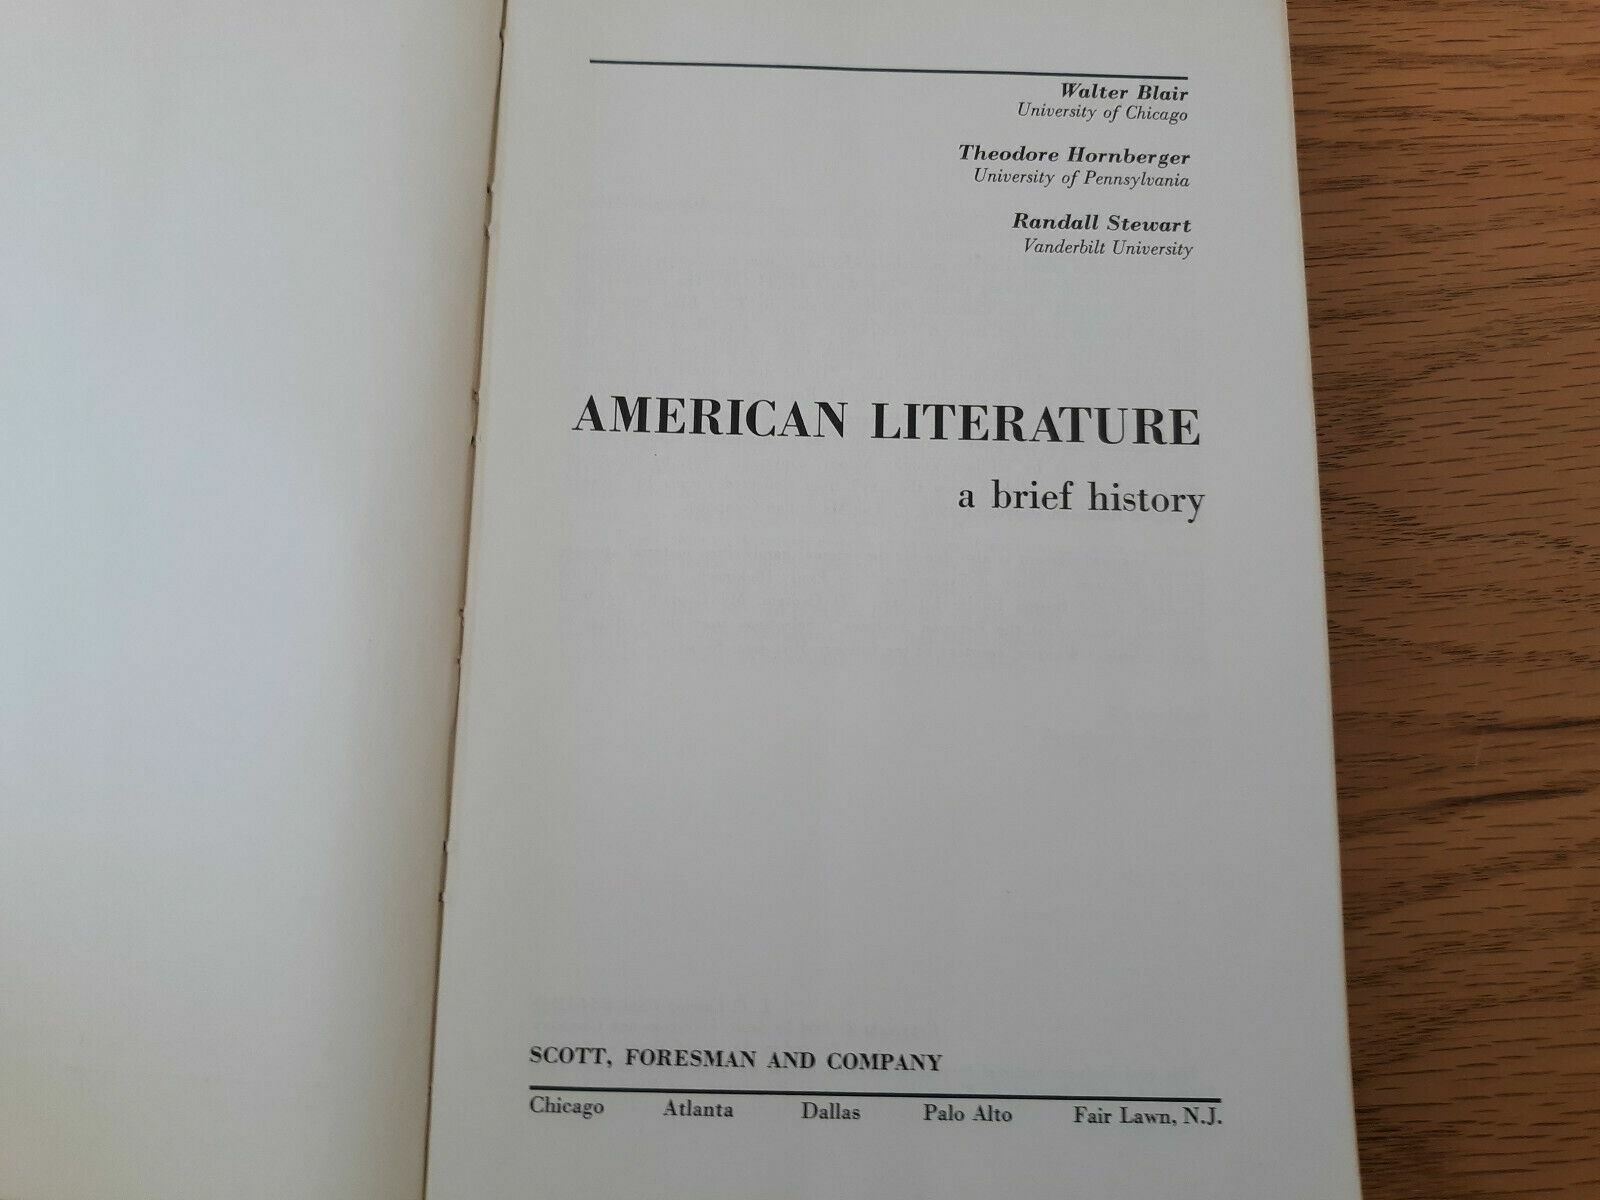 Walter Blair
University of Chicago
Theodore Hornberger
University of Pennsylvania
Randall Stewart
Vanderbilt University
AMERICAN LITERATURE
a brief history
SCOTT, FORESMAN AND COMPANY
Chicago Atlanta Dallas Palo Alto Fair Lawn, N.J.